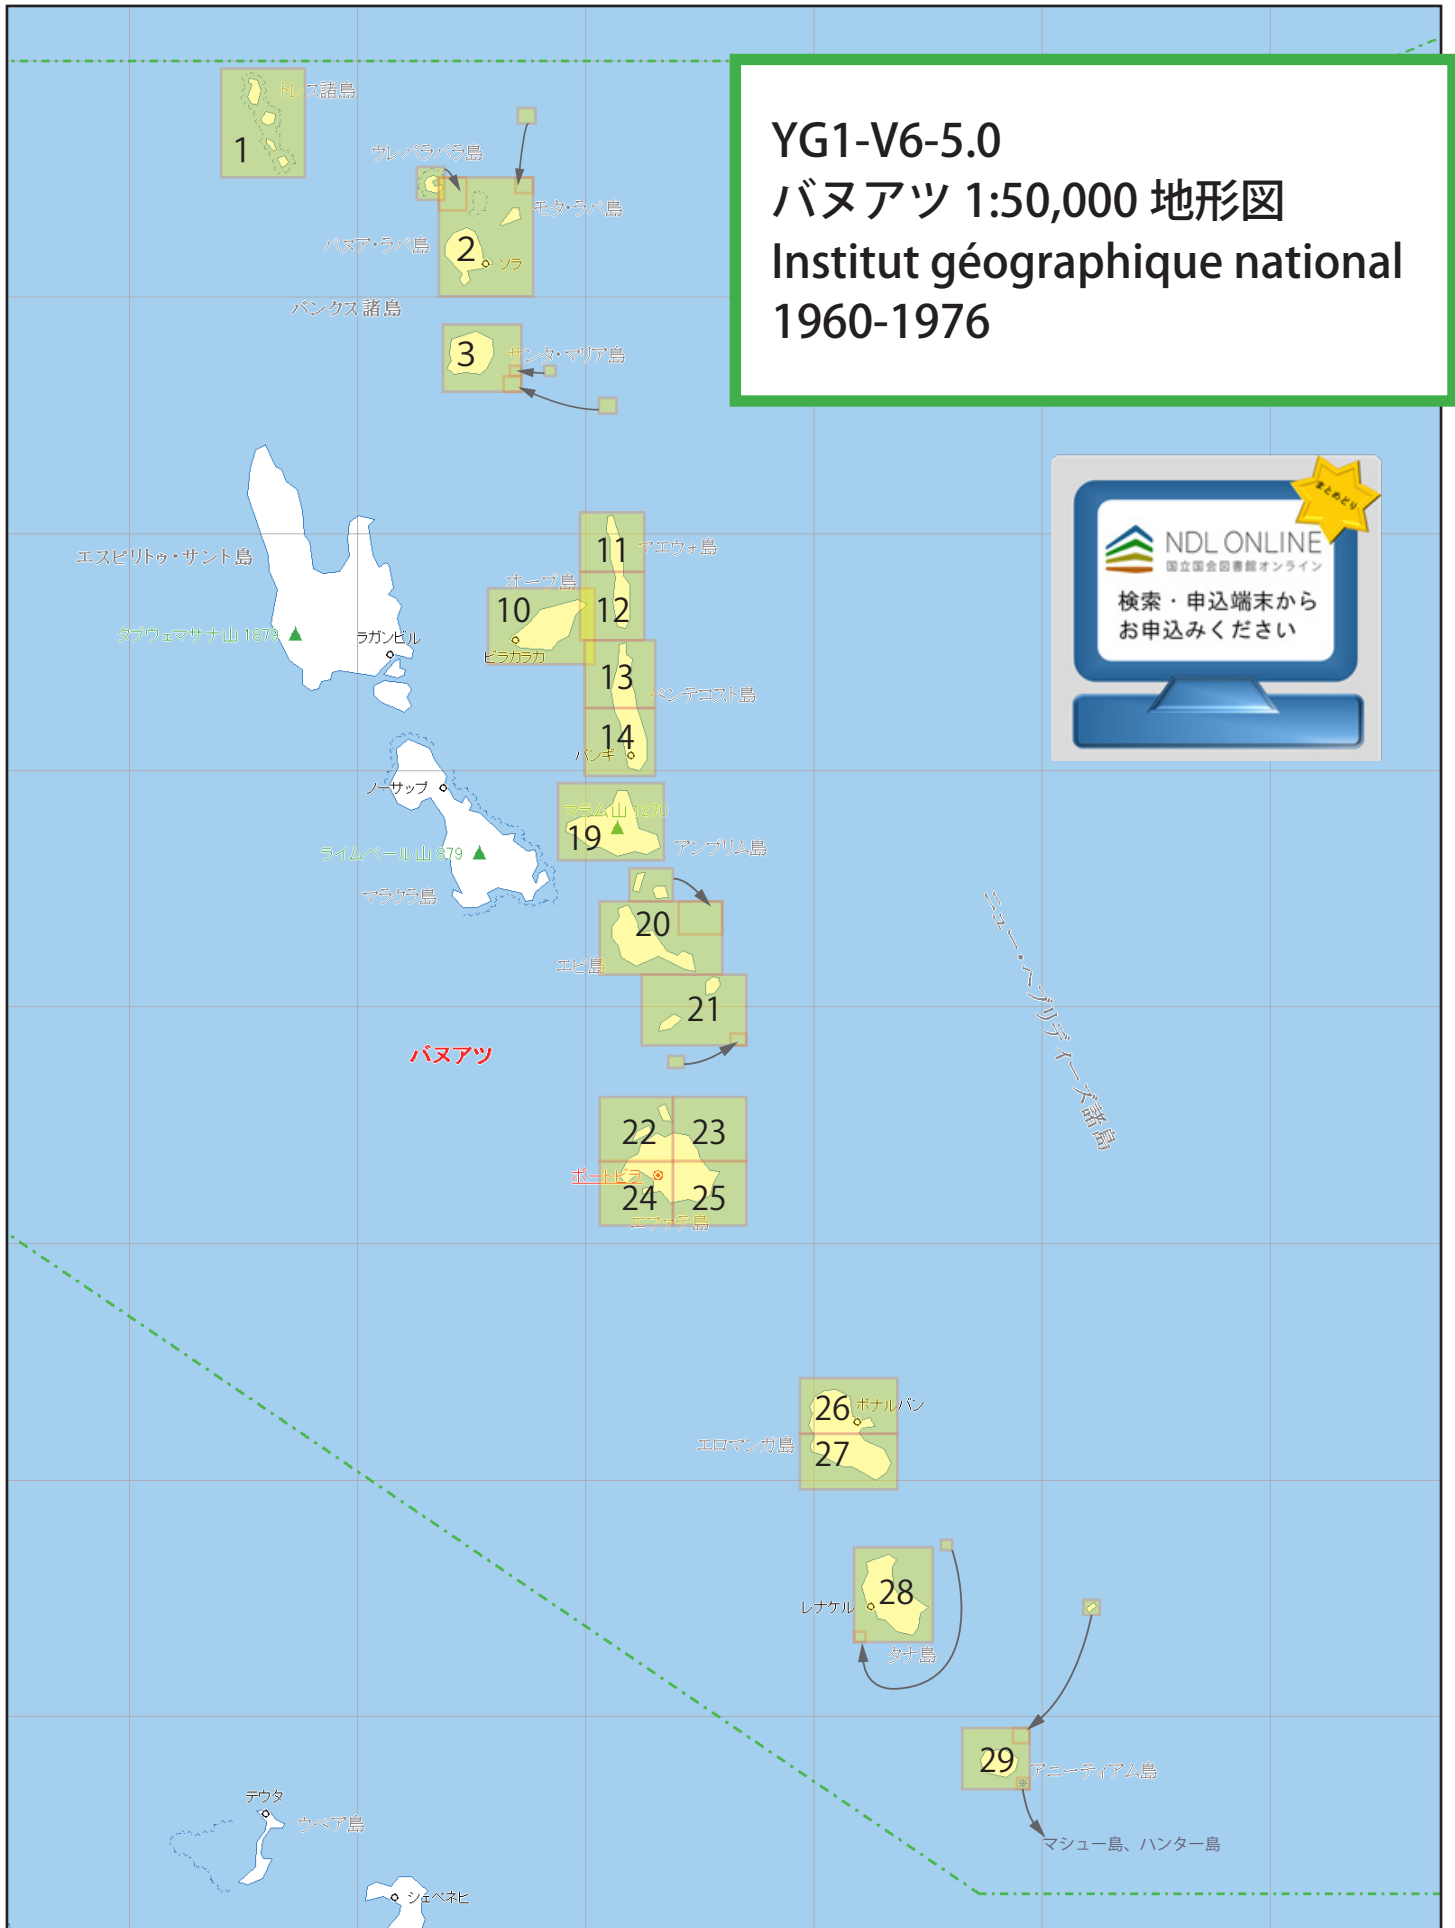 YG1-V6-5.0
バヌアツ 1:50,000 地形図
Institut géographique national
1960-1976
トレス諸島
1
ウレパラパラ島
モタ・ラバ島
バヌア・ラバ島
2
ソラ
バンクス諸島
3
サンタ・マリア島
まとめどり
NDL ONLINE
国立国会図書館オンライン
検索・申込端末から
お申込みください
エスピリトゥ・サント島
11
マエウォ島
オーブ島
10
12
タブウェマサナ山 1879
ラガンビル
ビラカラカ
13
ペンテコスト島
14
パンギ
ノーサップ
マラム山 1270
19
アンブリム島
ライムベール山 879
マラクラ島
20
エピ島
21
ニュー・ヘブリディーズ諸島
バヌアツ
22
23
ポートビラ
24
25
エファテ島
26
ポナルバン
エロマンガ島
27
28
レナケル
タナ島
29
アニーティアム島
マシュー島、ハンター島
テウタ
ウベア島
シェペネヒ